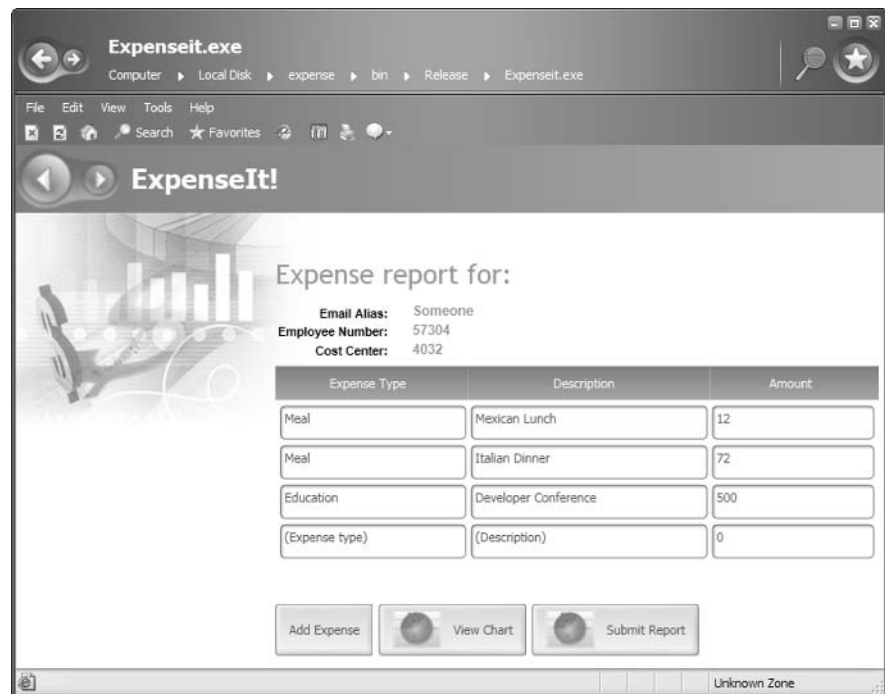 Expenseit.exe
Computer Local Disk expense bin Release Expenseit.exe
File Edit View Tools Help
Search Favorites
ExpenseIt!
Expense report for:
Email Alias: Someone
Employee Number: 57304
Cost Center: 4032
Expense Type Description Amount
Meal Mexican Lunch 12
Meal Italian Dinner 72
Education Developer Conference 500
(Expense type) (Description) 0
Add Expense View Chart Submit Report
Unknown Zone